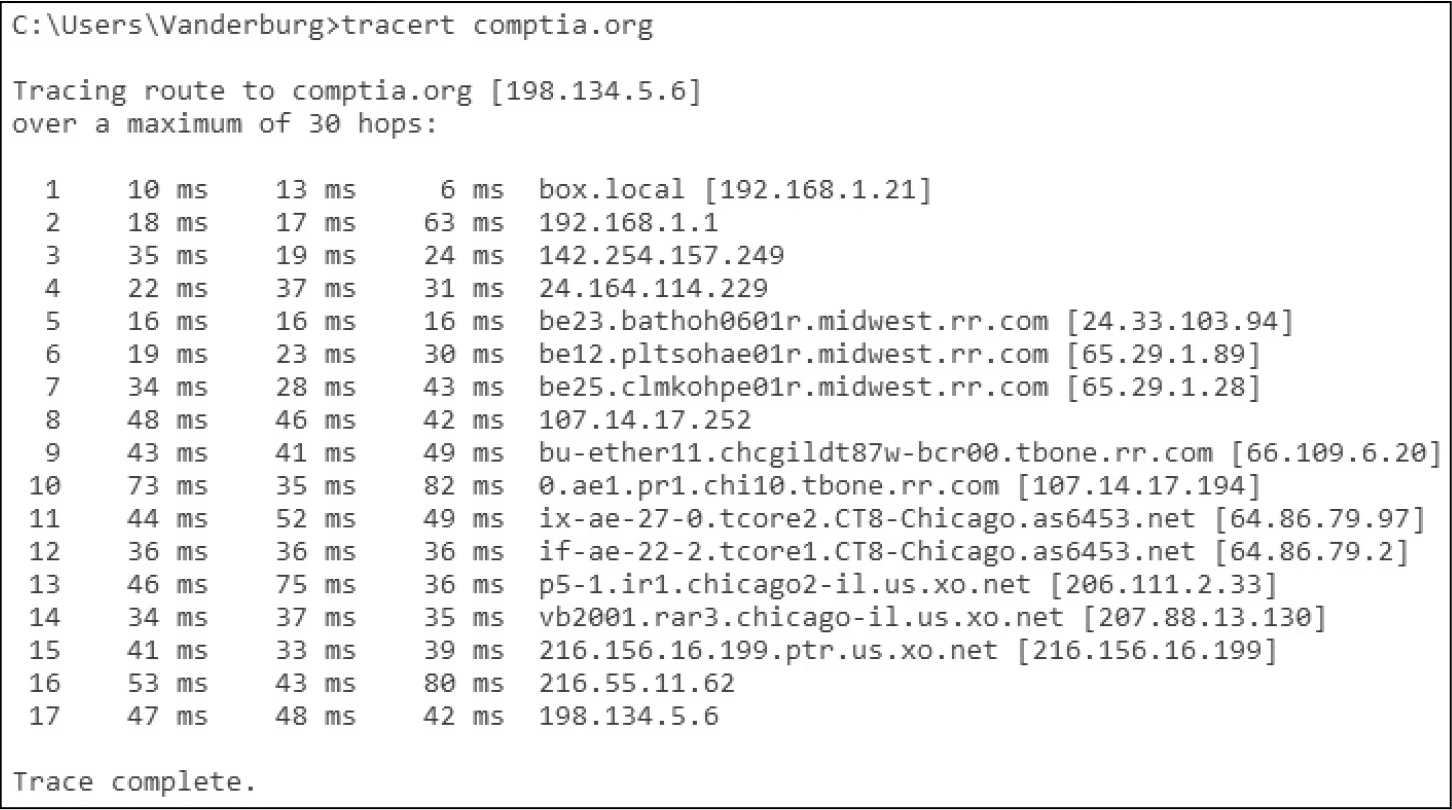 C:\Users\Vanderburg>tracert comptia.org
Tracing route to comptia.org [198.134.5.6]
over a maximum of 30 hops:
1 10 ms 13 ms 6 ms box.local [192.168.1.21]
2 18 ms 17 ms 63 ms 192.168.1.1
3 35 ms 19 ms 24 ms 142.254.157.249
4 22 ms 37 ms 31 ms 24.164.114.229
5 16 ms 16 ms 16 ms be23.bathoh0601r.midwest.rr.com [24.33.103.94]
6 19 ms 23 ms 30 ms be12.pltsohae01r.midwest.rr.com [65.29.1.89]
7 34 ms 28 ms 43 ms be25.clmkohpe01r.midwest.rr.com [65.29.1.28]
8 48 ms 46 ms 42 ms 107.14.17.252
9 43 ms 41 ms 49 ms bu-ether11.chcgildt87w-bcr00.tbone.rr.com [66.109.6.20]
10 73 ms 35 ms 82 ms 0.ae1.pr1.chi10.tbone.rr.com [107.14.17.194]
11 44 ms 52 ms 49 ms ix-ae-27-0.tcore2.CT8-Chicago.as6453.net [64.86.79.97]
12 36 ms 36 ms 36 ms if-ae-22-2.tcore1.CT8-Chicago.as6453.net [64.86.79.2]
13 46 ms 75 ms 36 ms p5-1.ir1.chicago2-il.us.xo.net [206.111.2.33]
14 34 ms 37 ms 35 ms vb2001.rar3.chicago-il.us.xo.net [207.88.13.130]
15 41 ms 33 ms 39 ms 216.156.16.199.ptr.us.xo.net [216.156.16.199]
16 53 ms 43 ms 80 ms 216.55.11.62
17 47 ms 48 ms 42 ms 198.134.5.6
Trace complete.